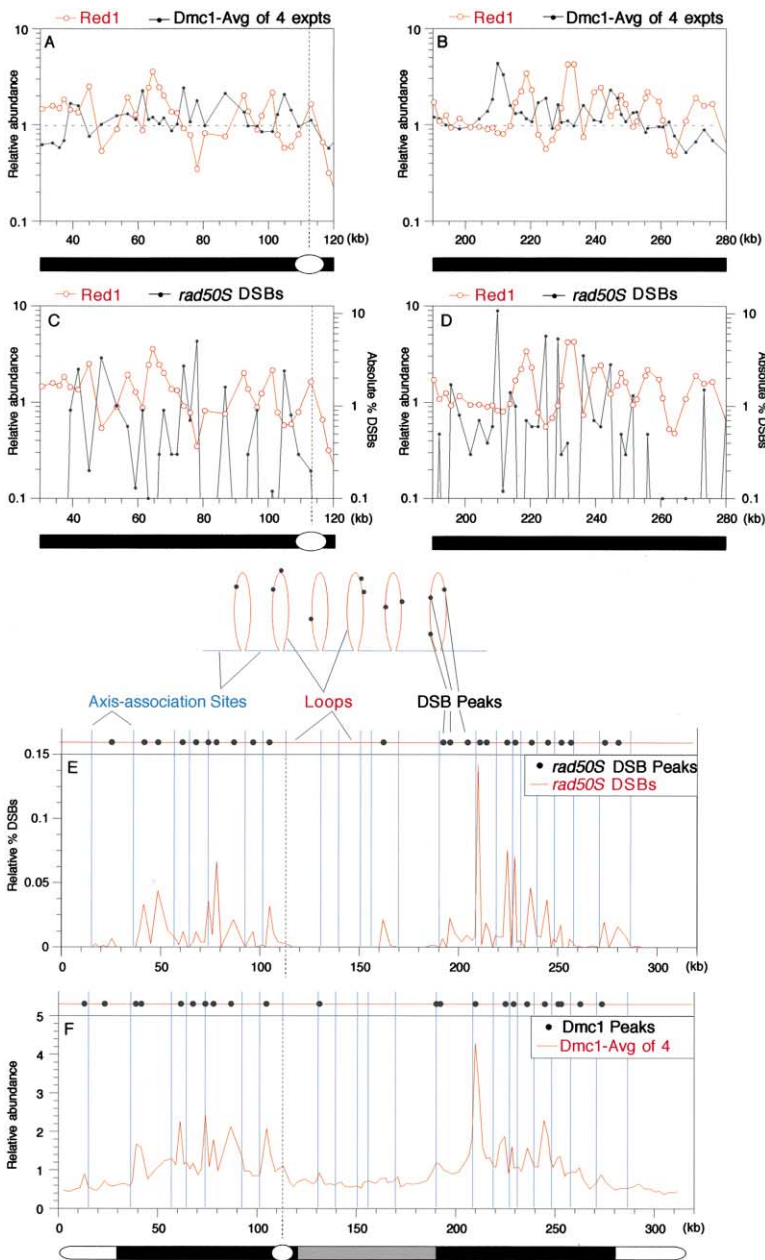 Red1 Dmc1-Avg of 4 expts Red1 Dmc1-Avg of 4 expts
10 A 10 B
Relative abundance Relative abundance
1 1
0.1 0.1
40 60 80 100 120 (kb) 200 220 240 260 280 (kb)
Red1 rad50S DSBs Red1 rad50S DSBs
10 C 10 10 D 10
Relative abundance Absolute % DSBs Relative abundance Absolute % DSBs
1 1 1 1
0.1 0.1 0.1 0.1
40 60 80 100 120 (kb) 200 220 240 260 280 (kb)
Axis-association Sites Loops DSB Peaks
0.15 E
rad50S DSB Peaks
rad50S DSBs
Relative % DSBs
0.1
0.05
0
0 50 100 150 200 250 300 (kb)
5 F
Dmc1 Peaks
Dmc1-Avg of 4
4
Relative abundance
3
2
1
0
0 50 100 150 200 250 300 (kb)